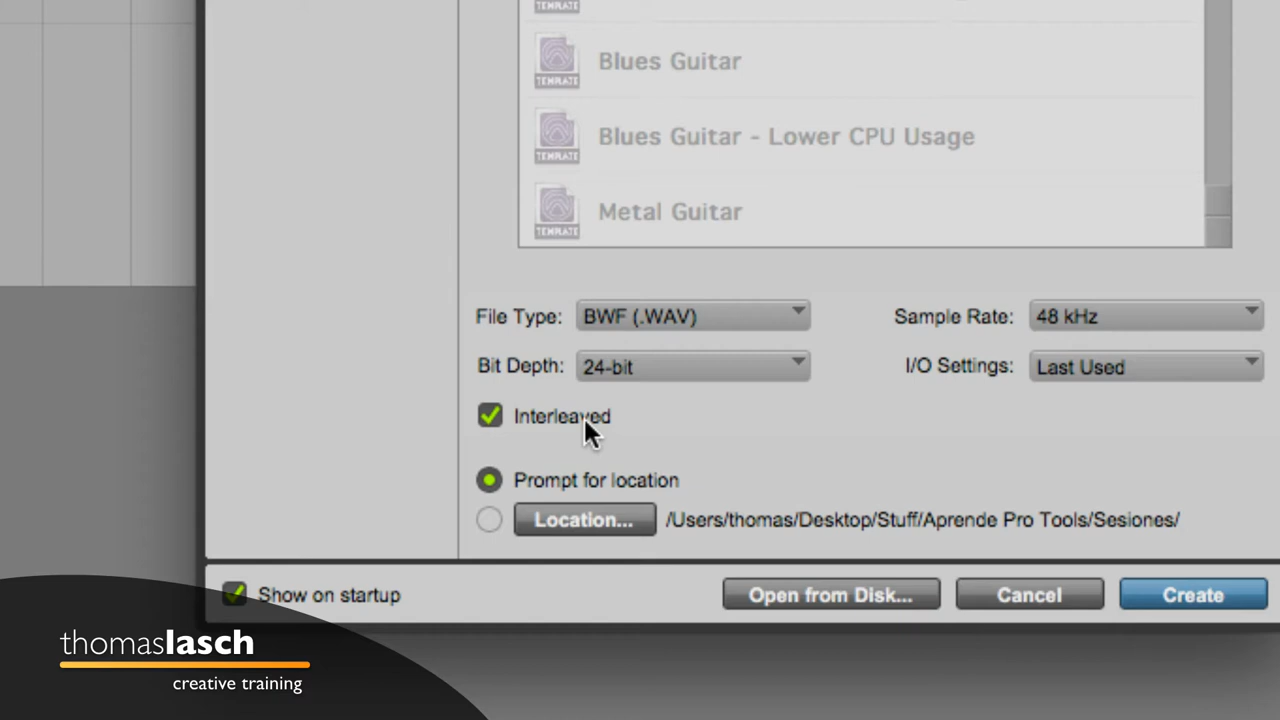 TEMPLATE
Blues Guitar
TEMPLATE
Blues Guitar - Lower CPU Usage
TEMPLATE
Metal Guitar
TEMPLATE
File Type: BWF (.WAV) Sample Rate: 48 kHz
Bit Depth: 24-bit I/O Settings: Last Used
Interleaved
Prompt for location
Location... /Users/thomas/Desktop/Stuff/Aprende Pro Tools/Sesiones/
Show on startup Open from Disk... Cancel Create
thomaslasch
creative training